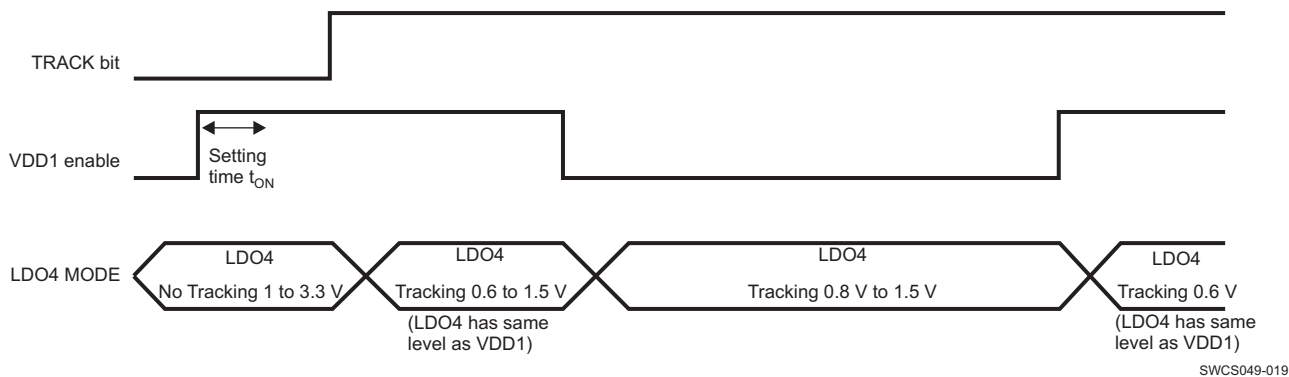 TRACK bit
VDD1 enable
Setting
time tON
LDO4 MODE
LDO4
No Tracking 1 to 3.3 V
LDO4
Tracking 0.6 to 1.5 V
(LDO4 has same
level as VDD1)
LDO4
Tracking 0.8 V to 1.5 V
LDO4
Tracking 0.6 V
(LDO4 has same
level as VDD1)
SWCS049-019